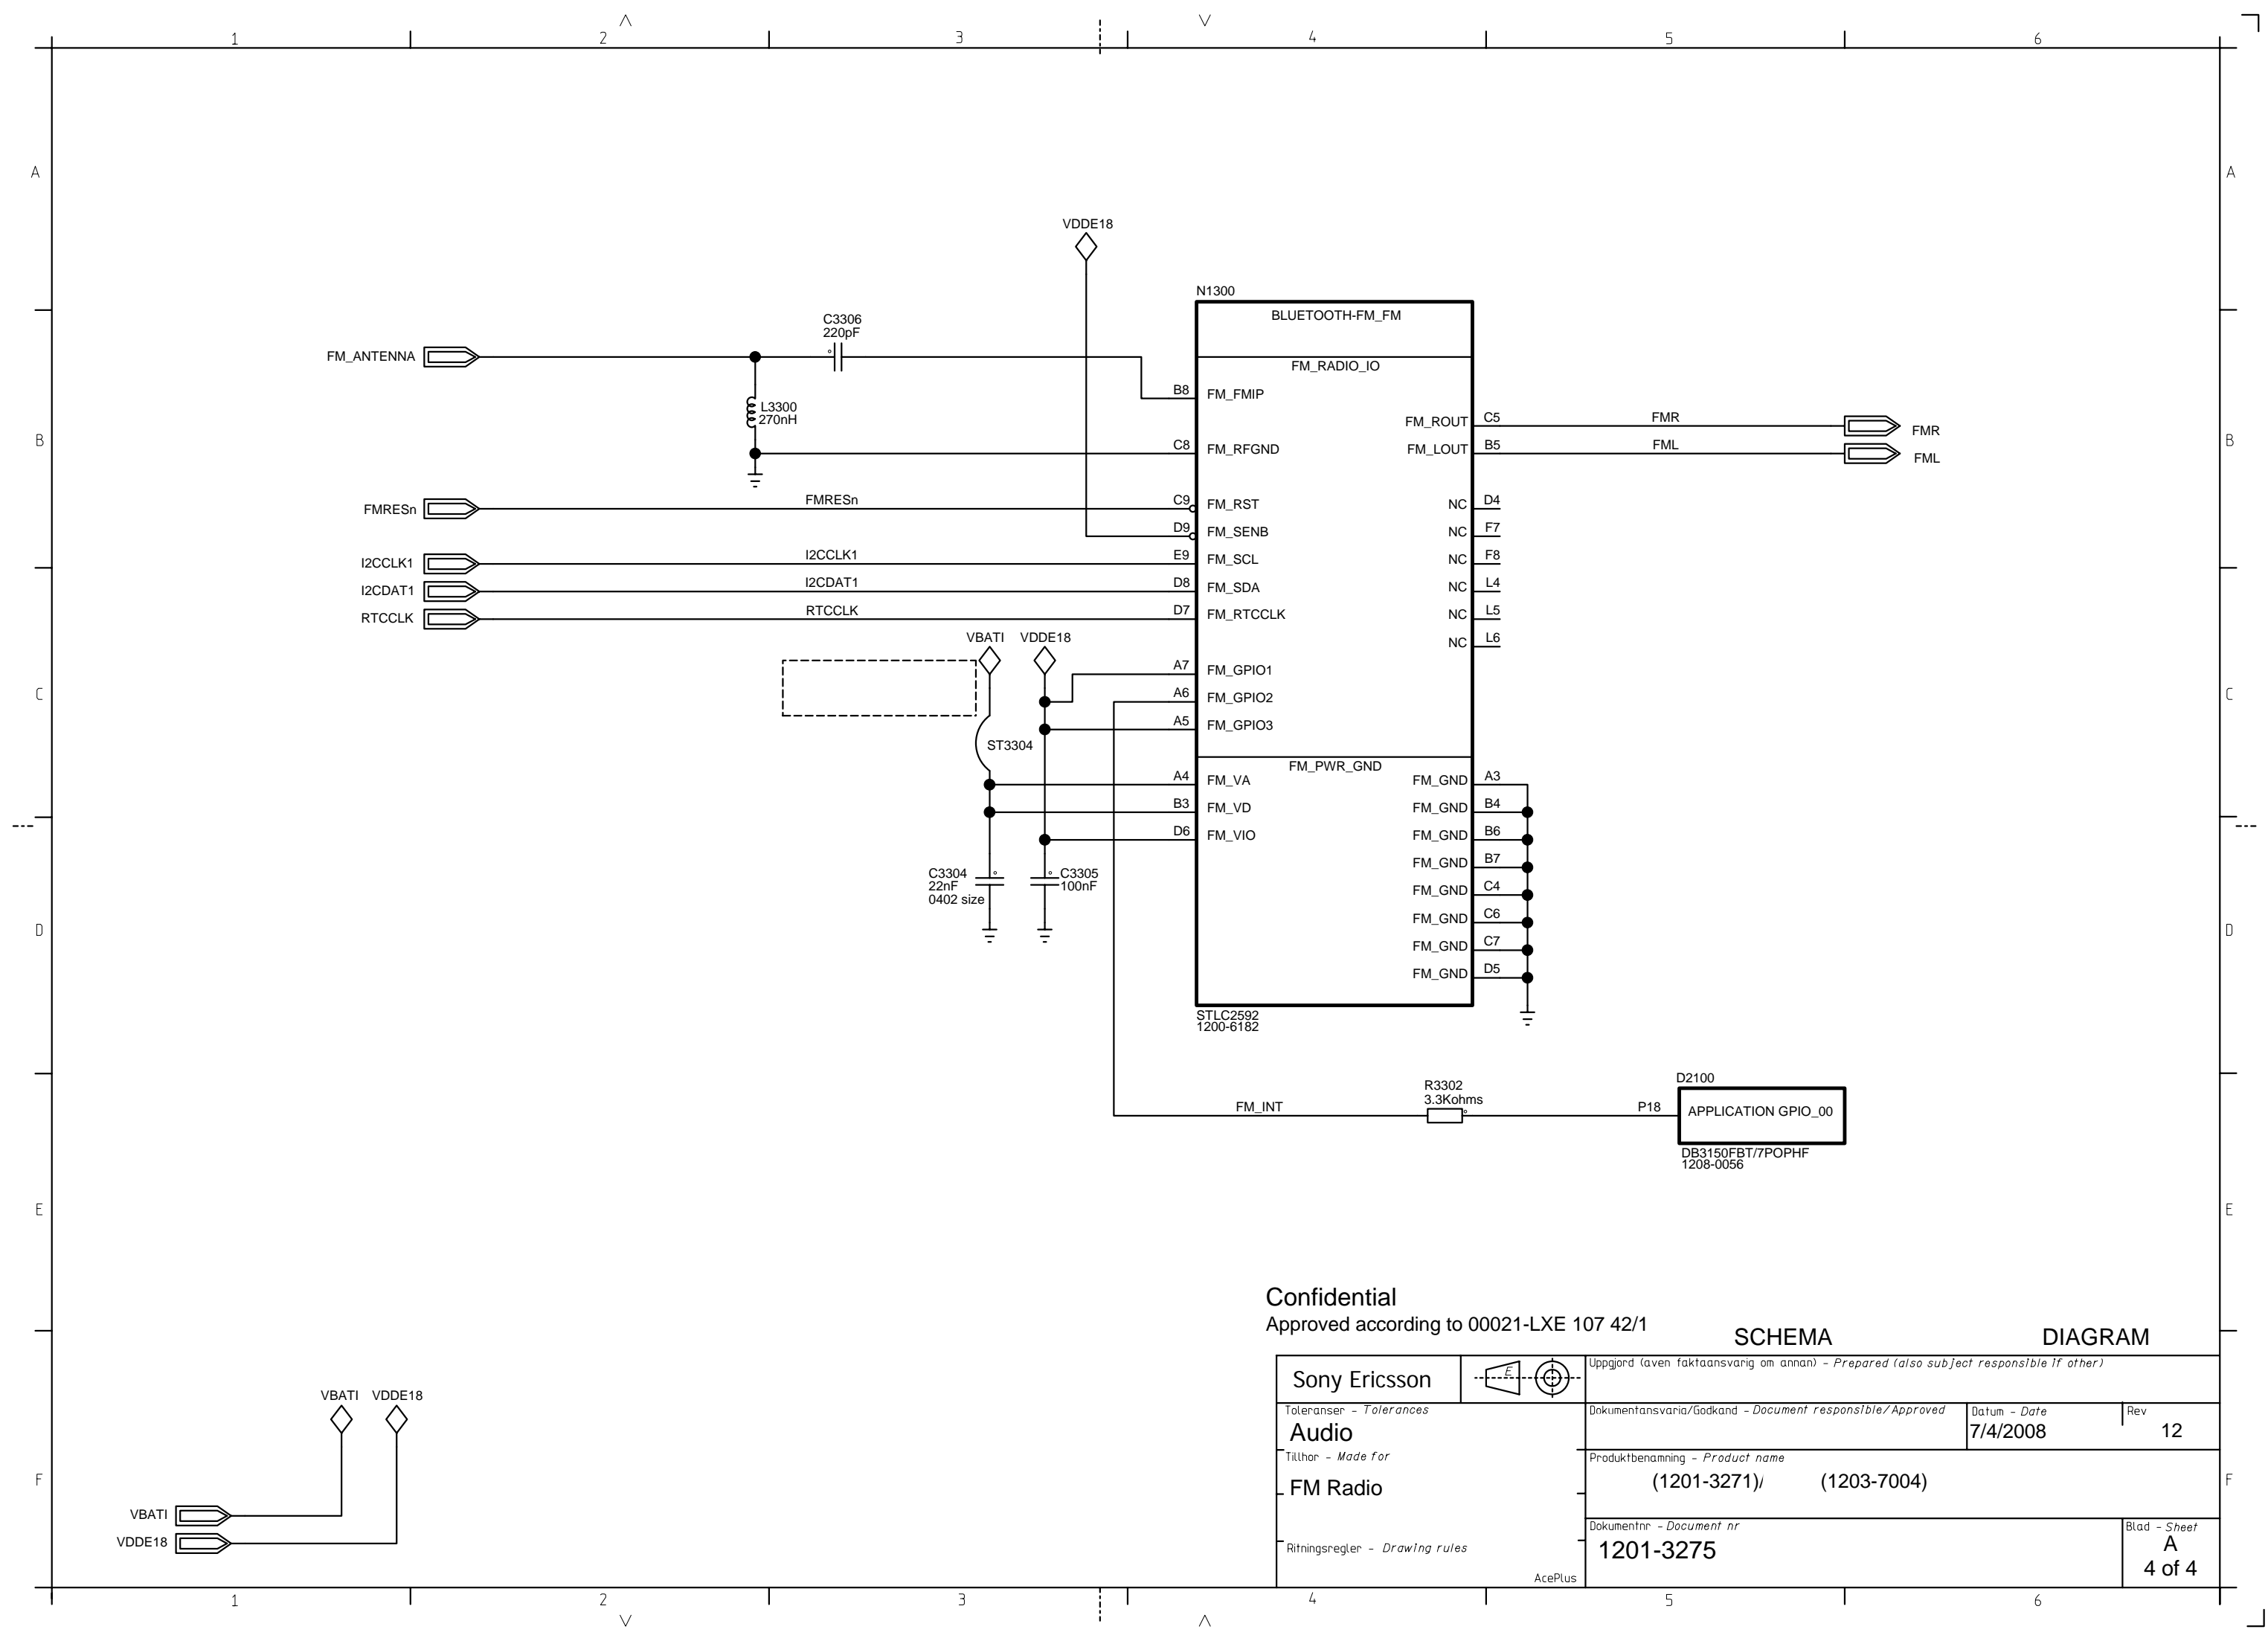 1 2 3 4 5 6
A A
VDDE18
N1300
BLUETOOTH-FM_FM
C3306
220pF
FM_ANTENNA
FM_RADIO_IO
B8 FM_FMIP
L3300
270nH
FM_ROUT C5 FMR FMR
B B
C8 FM_RFGND FM_LOUT B5 FML FML
FMRESn FMRESn C9 FM_RST NC D4
D9 FM_SENB NC F7
I2CCLK1 I2CCLK1 E9 FM_SCL NC F8
I2CDAT1 I2CDAT1 D8 FM_SDA NC L4
RTCCLK RTCCLK D7 FM_RTCCLK NC L5
VBATI VDDE18 NC L6
A7 FM_GPIO1
C A6 FM_GPIO2 C
A5 FM_GPIO3
ST3304
FM_PWR_GND
A4 FM_VA FM_GND A3
B3 FM_VD FM_GND B4
D6 FM_VIO FM_GND B6
FM_GND B7
C3304
22nF
0402 size
C3305
100nF
FM_GND C4
FM_GND C6
D D
FM_GND C7
FM_GND D5
STLC2592
1200-6182
D2100
R3302
3.3Kohms
FM_INT P18 APPLICATION GPIO_00
DB3150FBT/7POPHF
1208-0056
E E
Confidential
Approved according to 00021-LXE 107 42/1
SCHEMA DIAGRAM
Sony Ericsson E
Uppgjord (aven faktaansvarig om annan) - Prepared (also subject responsible if other)
Toleranser - Tolerances
Audio
Dokumentansvaria/Godkand - Document responsible/Approved
Datum - Date
7/4/2008
Rev
12
Tillhor - Made for
FM Radio
Produktbenamning - Product name
(1201-3271)/ (1203-7004)
Dokumentnr - Document nr
1201-3275
Blad - Sheet
A
4 of 4
Ritningsregler - Drawing rules
AcePlus
VBATI VDDE18
F F
VBATI
VDDE18
1 2 3 4 5 6